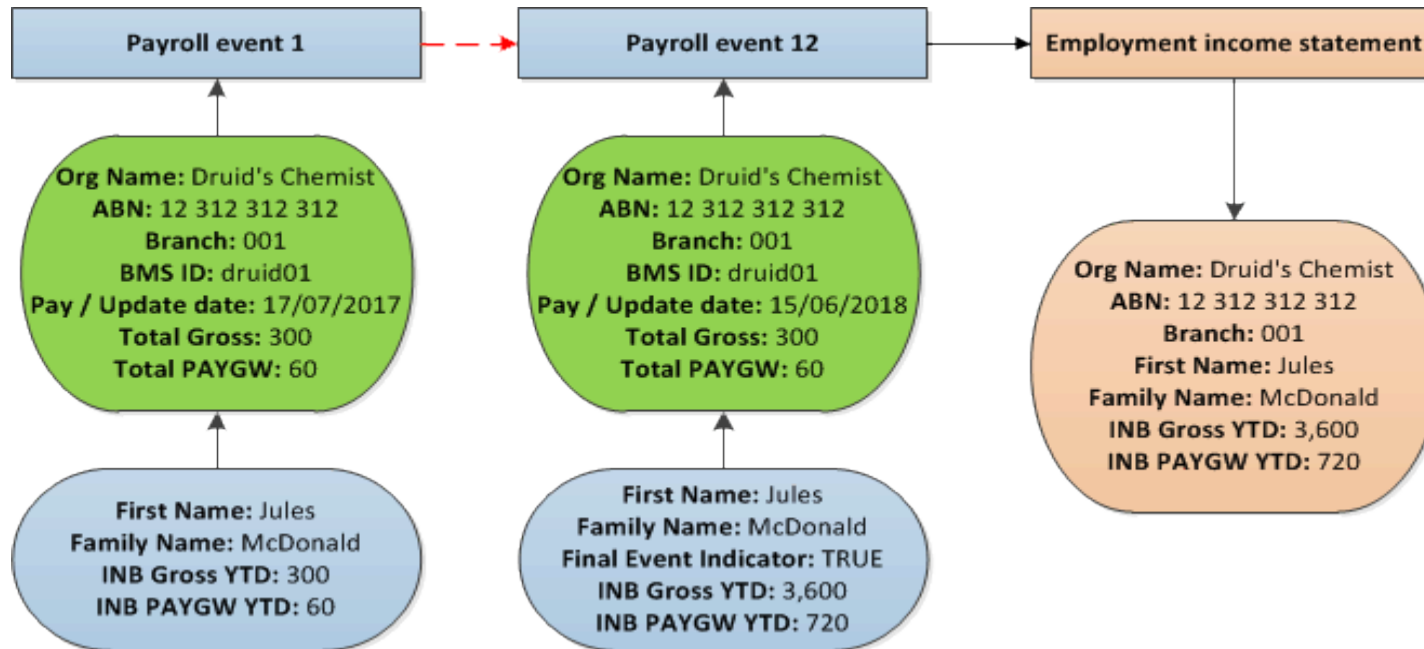 Payroll event 1
Payroll event 12
Employment income statement
Org Name: Druid's Chemist
ABN: 12 312 312 312
Branch: 001
BMS ID: druid01
Pay / Update date: 17/07/2017
Total Gross: 300
Total PAYGW: 60
Org Name: Druid's Chemist
ABN: 12 312 312 312
Branch: 001
BMS ID: druid01
Pay / Update date: 15/06/2018
Total Gross: 300
Total PAYGW: 60
Org Name: Druid's Chemist
ABN: 12 312 312 312
Branch: 001
First Name: Jules
Family Name: McDonald
INB Gross YTD: 3,600
INB PAYGW YTD: 720
First Name: Jules
Family Name: McDonald
INB Gross YTD: 300
INB PAYGW YTD: 60
First Name: Jules
Family Name: McDonald
Final Event Indicator: TRUE
INB Gross YTD: 3,600
INB PAYGW YTD: 720